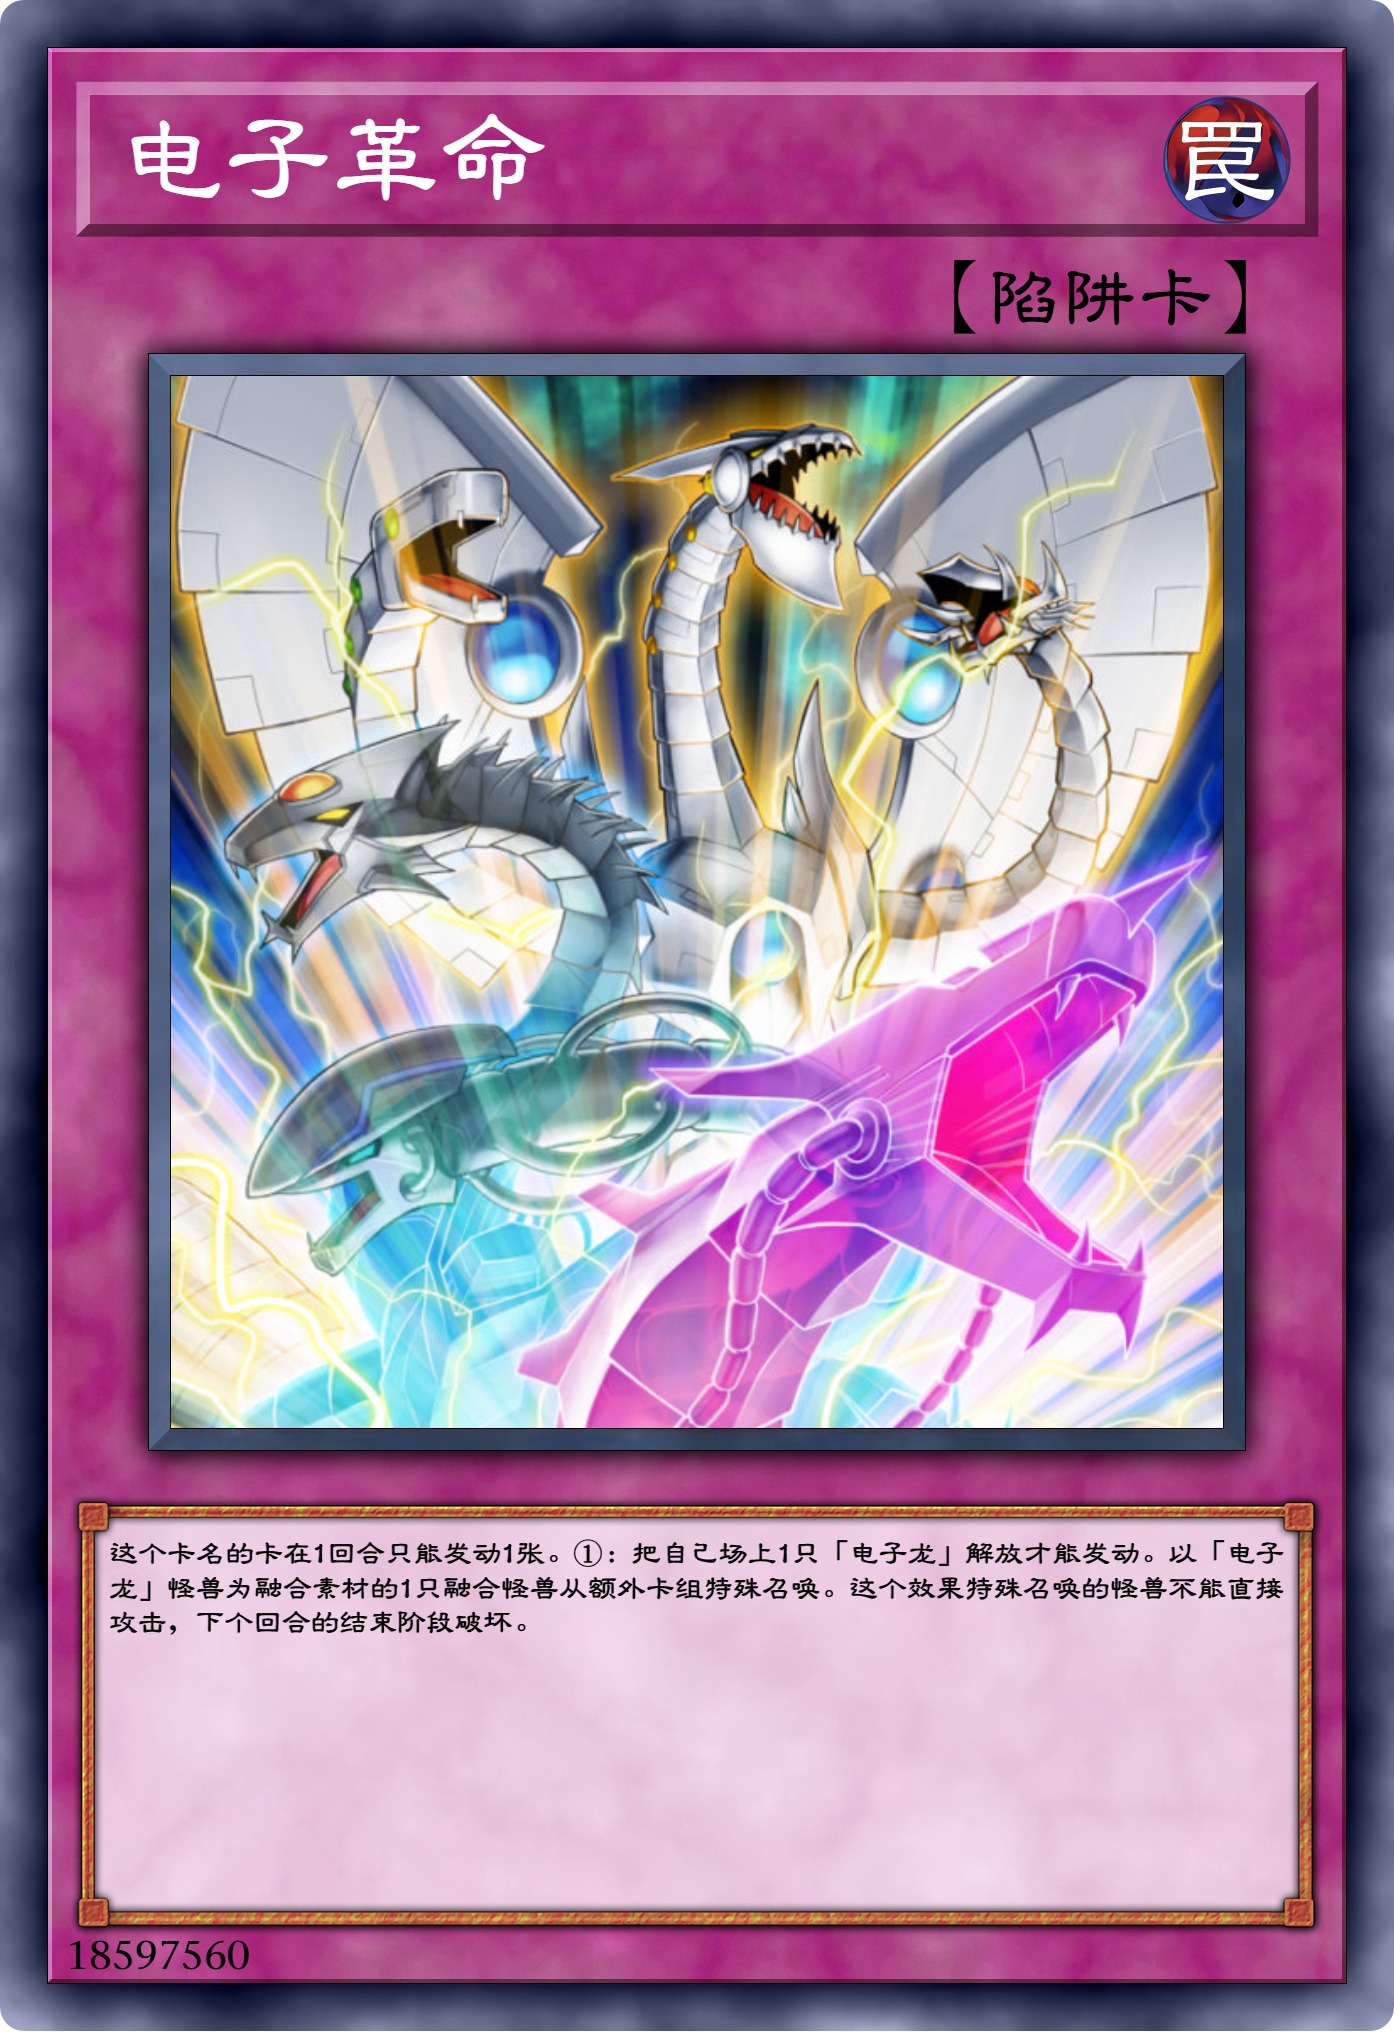 电子革命
罠
【陷阱卡】
这个卡名的卡在1回合只能发动1张。①：把自己场上1只「电子龙」解放才能发动。以「电子
龙」怪兽为融合素材的1只融合怪兽从额外卡组特殊召唤。这个效果特殊召唤的怪兽不能直接
攻击，下个回合的结束阶段破坏。
18597560